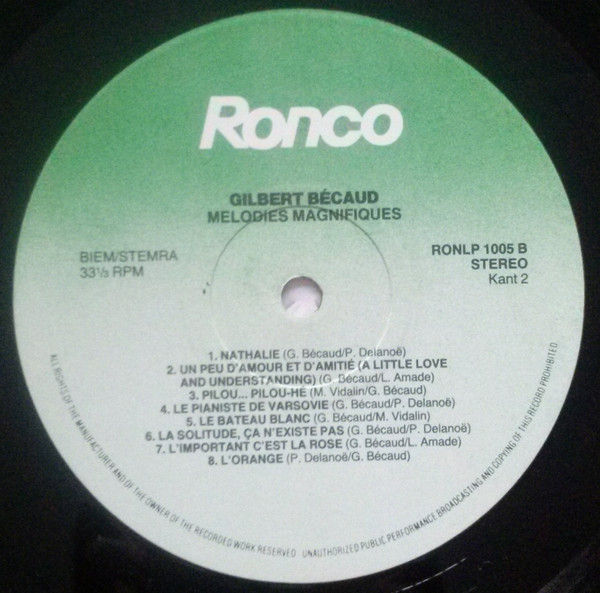 Ronco
GILBERT BÉCAUD
MELODIES MAGNIFIQUES
BIEM/STEMRA
33⅓ RPM
RONLP 1005 B
STEREO
Kant 2
1. NATHALIE (G. Bécaud/P. Delanoë)
2. UN PEU D'AMOUR ET D'AMITIÉ (A LITTLE LOVE
AND UNDERSTANDING) (G. Bécaud/L. Amade)
3. PILOU... PILOU-HÉ (M. Vidalin/G. Bécaud)
4. LE PIANISTE DE VARSOVIE (G. Bécaud/P. Delanoë)
5. LE BATEAU BLANC (G. Bécaud/M. Vidalin)
6. LA SOLITUDE, ÇA N'EXISTE PAS (G. Bécaud/P. Delanoë)
7. L'IMPORTANT C'EST LA ROSE (G. Bécaud/L. Amade)
8. L'ORANGE (P. Delanoë/G. Bécaud)
ALL RIGHTS OF THE MANUFACTURER AND OF THE OWNER OF THE RECORDED WORK RESERVED UNAUTHORIZED PUBLIC PERFORMANCE BROADCASTING AND COPYING OF THIS RECORD PROHIBITED